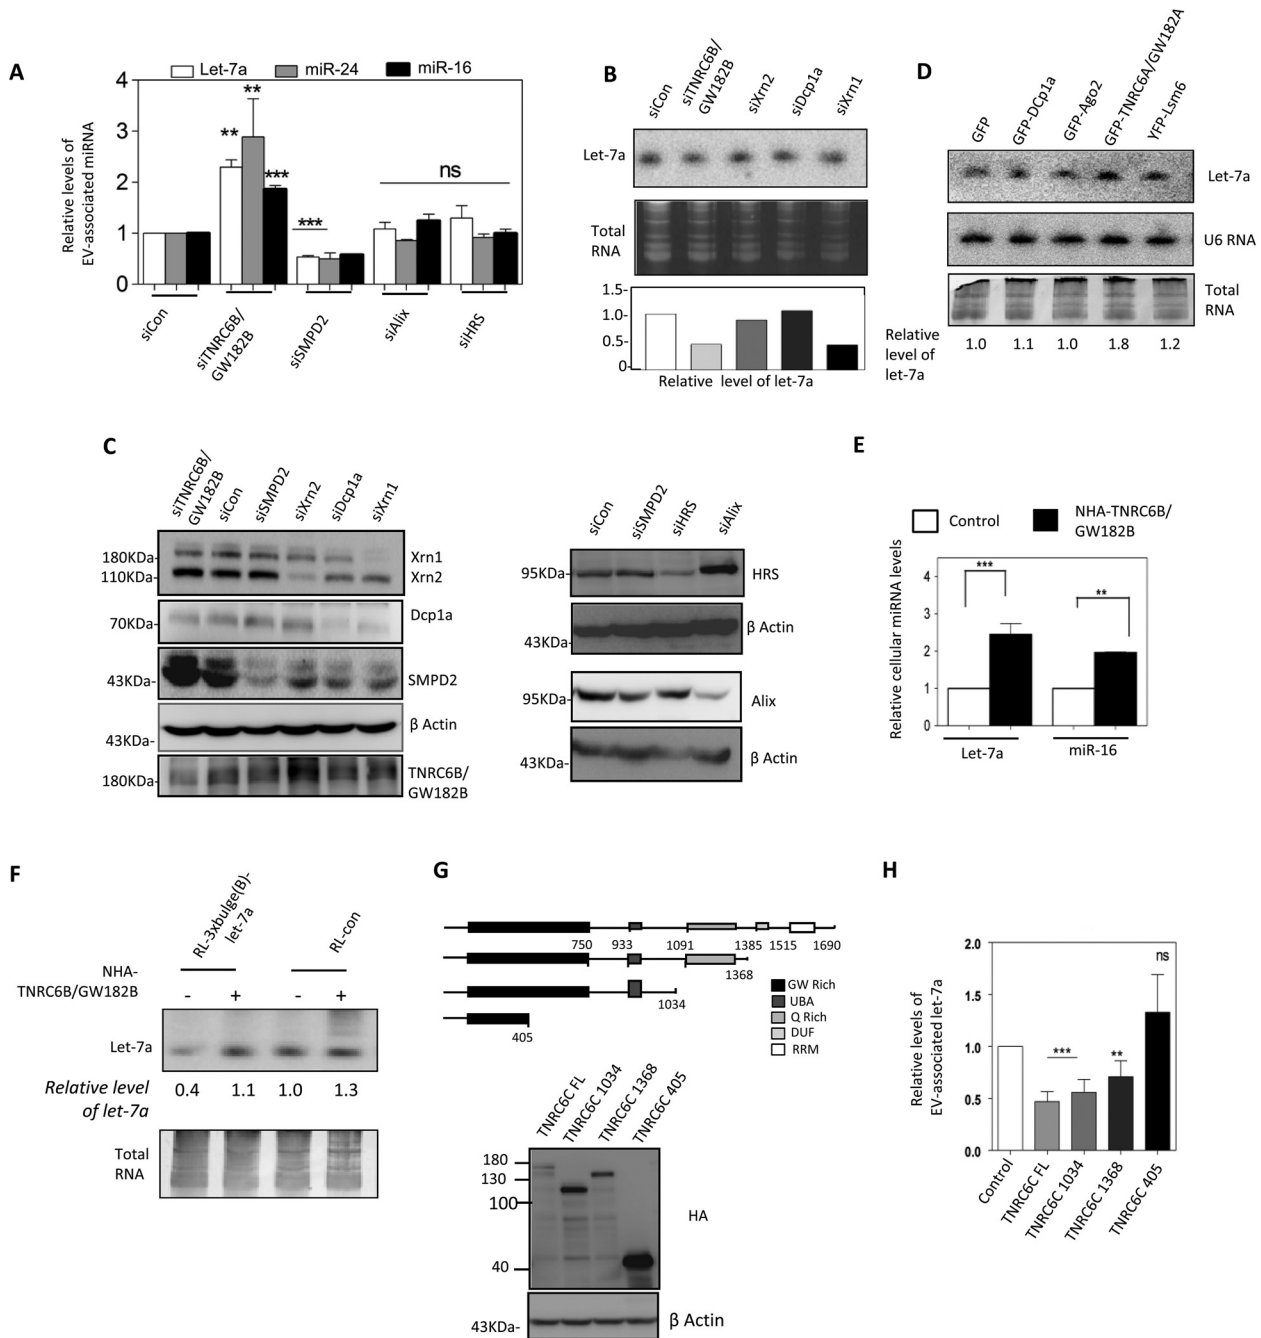 A
Let-7a
miR-24
miR-16
Relative levels of
EV-associated miRNA
4
3
2
1
0
**
**
***
***
ns
siCon
siTNRC6B/
GW182B
siSMPD2
siAlix
siHRS
B
siCon
siTNRC6B/
GW182B
siXrn2
siDcp1a
siXrn1
Let-7a
Total
RNA
1.5-
1.0-
0.5-
0
Relative level of let-7a
D
GFP
GFP-DCp1a
GFP-Ago2
GFP-TNRC6A/GW182A
YFP-Lsm6
Let-7a
U6 RNA
Total
RNA
Relative
level of
let-7a
1.0 1.1 1.0 1.8 1.2
C
siTNRC6B/
GW182B
siCon
siSMPD2
siXrn2
siDcp1a
siXrn1
180KDa-
110KDa-
Xrn1
Xrn2
70KDa-
Dcp1a
43KDa-
SMPD2
43KDa-
β Actin
180KDa-
TNRC6B/
GW182B
siCon
siSMPD2
siHRS
siAlix
95KDa-
HRS
43KDa-
β Actin
95KDa-
Alix
43KDa-
β Actin
E
Control
NHA-TNRC6B/
GW182B
Relative cellular miRNA levels
4
3
2
1
0
***
**
Let-7a
miR-16
F
RL-3xbulge(B)-
let-7a
RL-con
NHA-
TNRC6B/GW182B
- + - +
Let-7a
Relative level
of let-7a
0.4 1.1 1.0 1.3
Total
RNA
G
750 933 1091 1385 1515 1690
1368
1034
405
GW Rich
UBA
Q Rich
DUF
RRM
TNRC6C FL
TNRC6C 1034
TNRC6C 1368
TNRC6C 405
180
130
100
40
HA
43KDa-
β Actin
H
Relative levels of
EV-associated let-7a
2.0
1.5
1.0
0.5
0.0
***
**
ns
Control
TNRC6C FL
TNRC6C 1034
TNRC6C 1368
TNRC6C 405